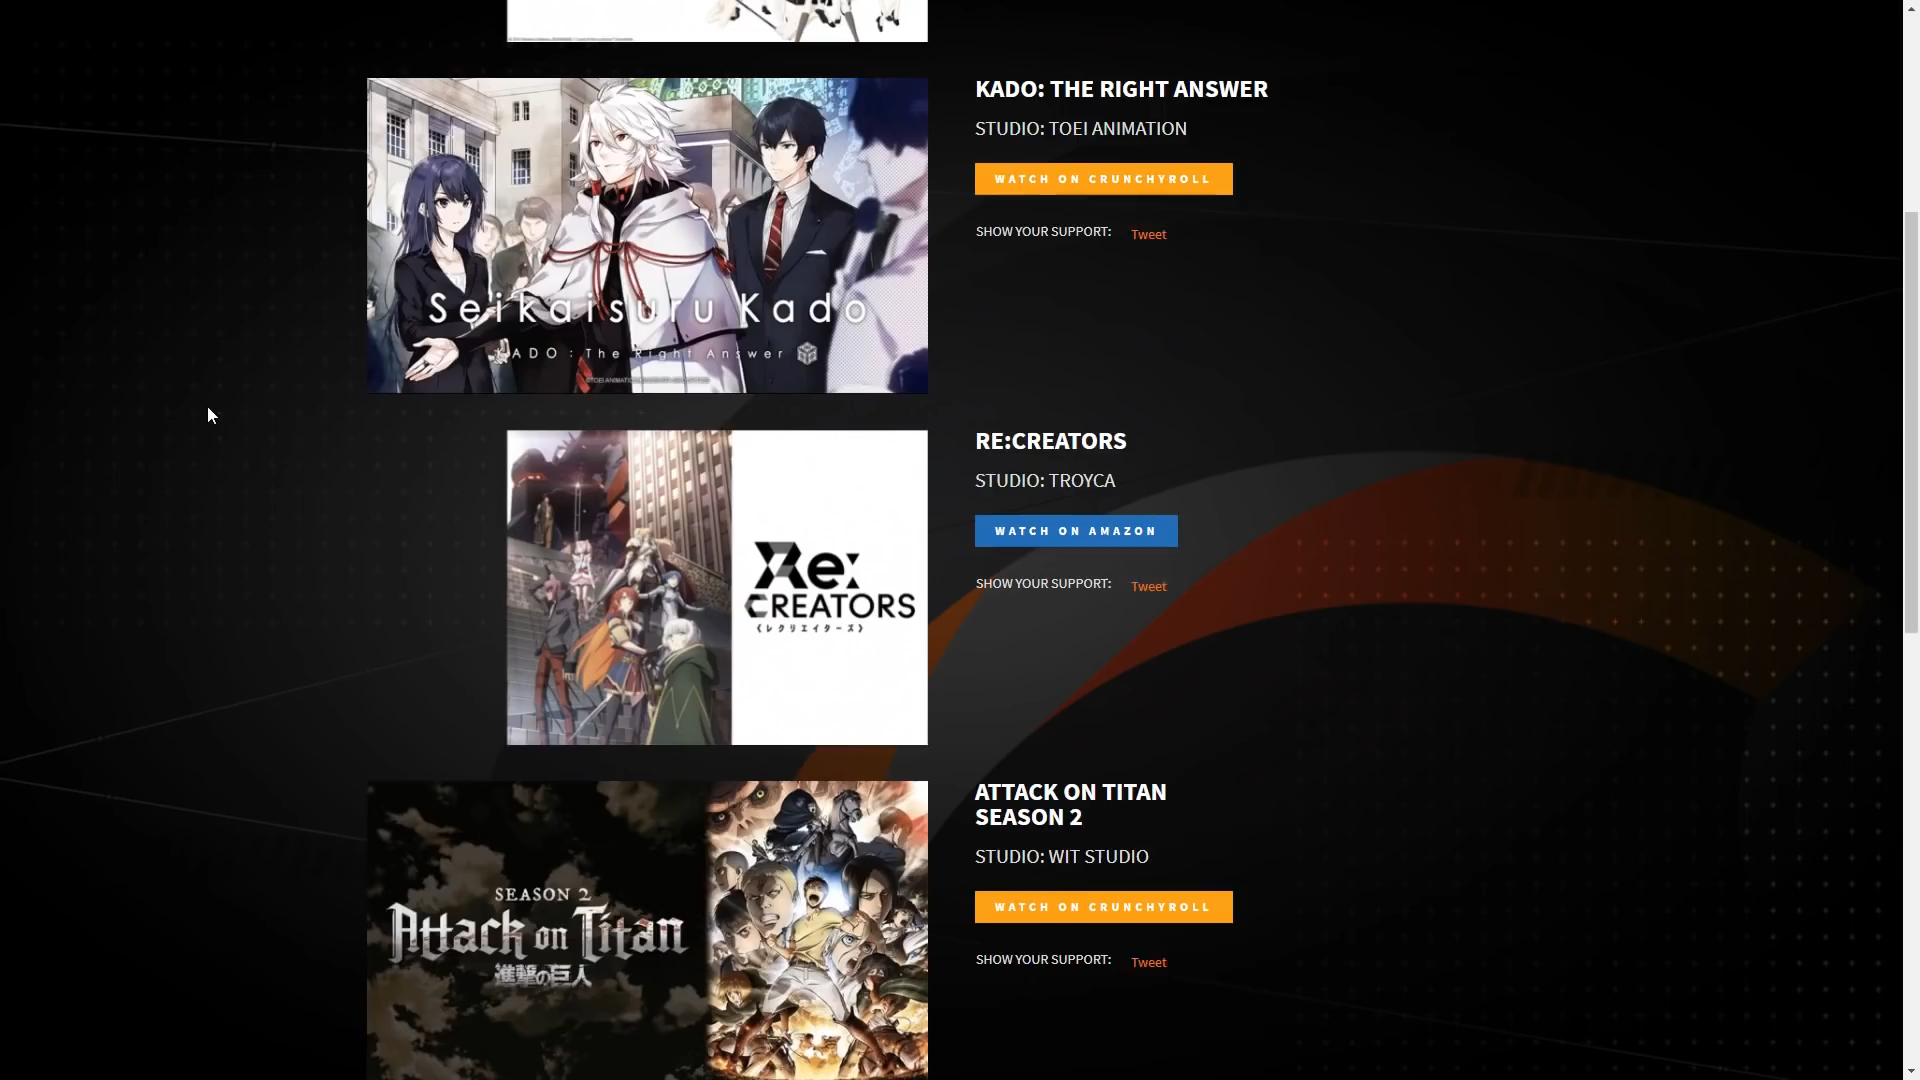 KADO: THE RIGHT ANSWER
STUDIO: TOEI ANIMATION
WATCH ON CRUNCHYROLL
SHOW YOUR SUPPORT: Tweet
Seikaisuru Kado
KADO : The Right Answer
RE:CREATORS
STUDIO: TROYCA
WATCH ON AMAZON
SHOW YOUR SUPPORT: Tweet
Re:
CREATORS
《レクリエイターズ》
ATTACK ON TITAN
SEASON 2
STUDIO: WIT STUDIO
WATCH ON CRUNCHYROLL
SHOW YOUR SUPPORT: Tweet
SEASON 2
Attack on Titan
進撃の巨人